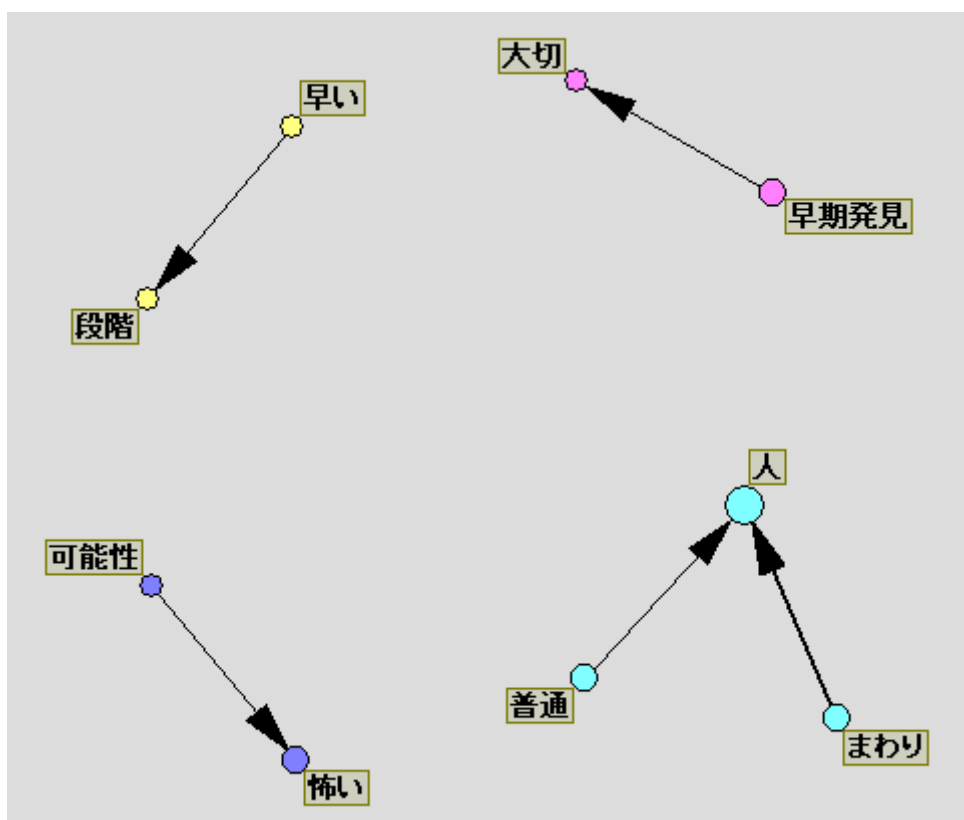 大切
早い
早期発見
段階
人
可能性
普通
まわり
怖い